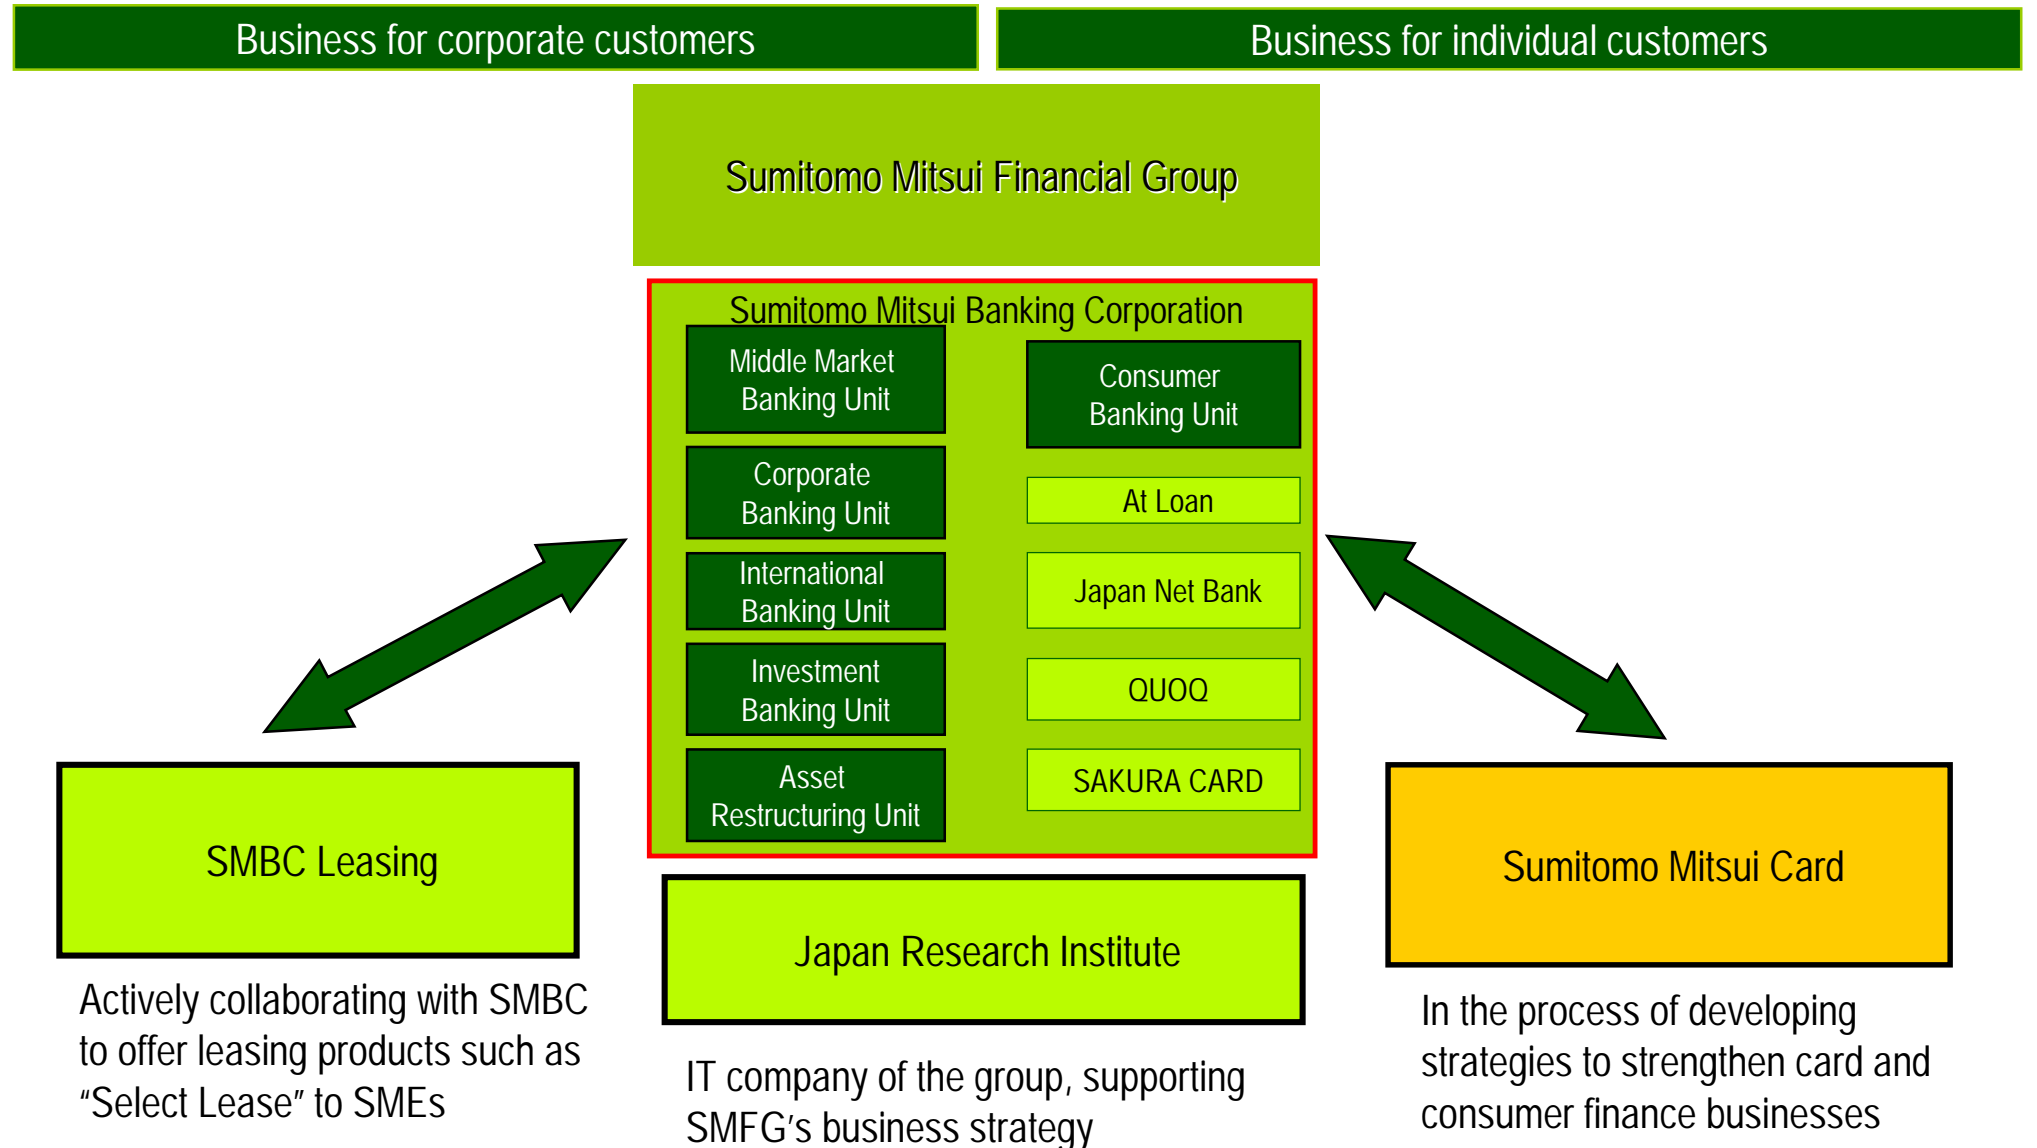 Business for corporate customers
Business for individual customers
Sumitomo Mitsui Financial Group
Sumitomo Mitsui Banking Corporation
Middle Market
Banking Unit
Corporate
Banking Unit
International
Banking Unit
Investment
Banking Unit
Asset
Restructuring Unit
Consumer
Banking Unit
At Loan
Japan Net Bank
QUOQ
SAKURA CARD
SMBC Leasing
Actively collaborating with SMBC
to offer leasing products such as
“Select Lease” to SMEs
Japan Research Institute
IT company of the group, supporting
SMFG’s business strategy
Sumitomo Mitsui Card
In the process of developing
strategies to strengthen card and
consumer finance businesses